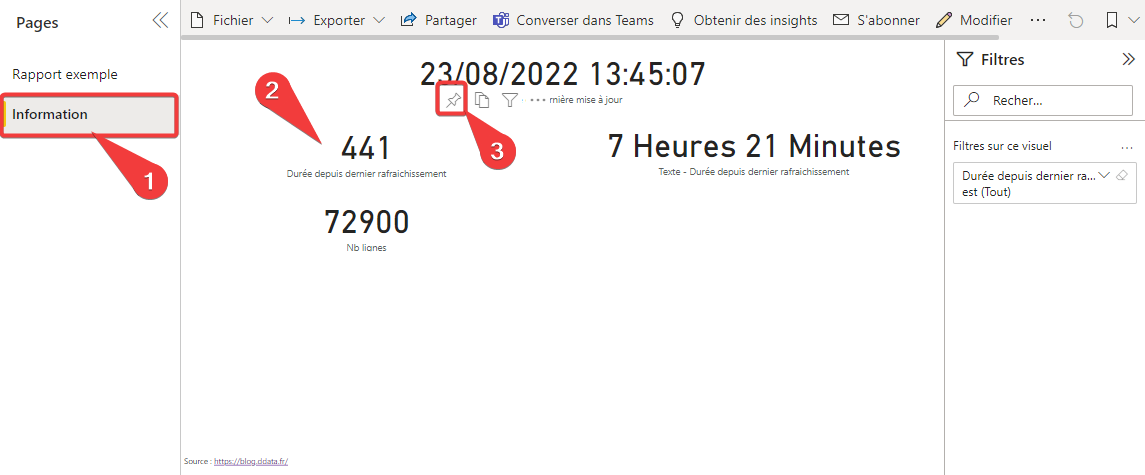 Pages
Fichier Exporter Partager Converser dans Teams Obtenir des insights S'abonner Modifier
Rapport exemple
Information
1
23/08/2022 13:45:07
rnière mise à jour
2
3
441
Durée depuis dernier rafraichissement
7 Heures 21 Minutes
Texte - Durée depuis dernier rafraichissement
72900
Nb lignes
Source : https://blog.ddata.fr/
Filtres
Recher...
Filtres sur ce visuel
Durée depuis dernier ra...
est (Tout)